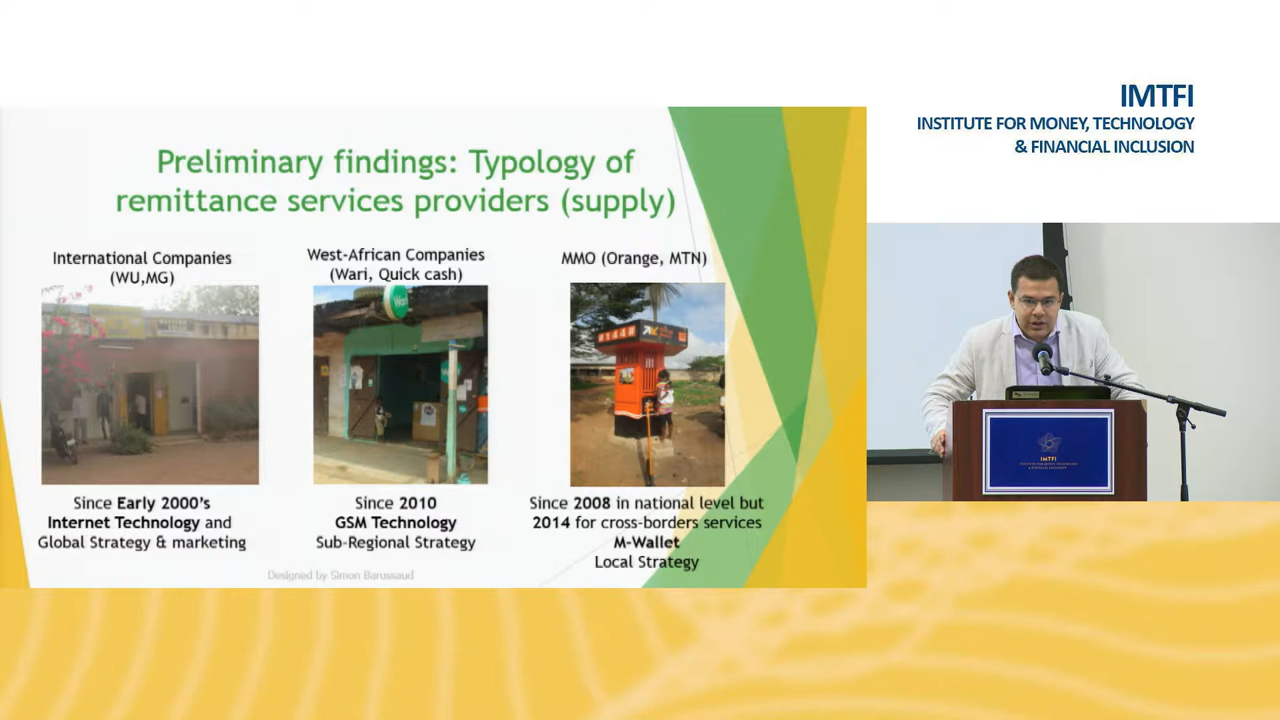 IMTFI
INSTITUTE FOR MONEY, TECHNOLOGY
& FINANCIAL INCLUSION
Preliminary findings: Typology of
remittance services providers (supply)
International Companies
(WU,MG)
West-African Companies
(Wari, Quick cash)
MMO (Orange, MTN)
Wari
Since Early 2000's
Internet Technology and
Global Strategy & marketing
Since 2010
GSM Technology
Sub-Regional Strategy
Since 2008 in national level but
2014 for cross-borders services
M-Wallet
Local Strategy
Designed by Simon Barussaud
IMTFI